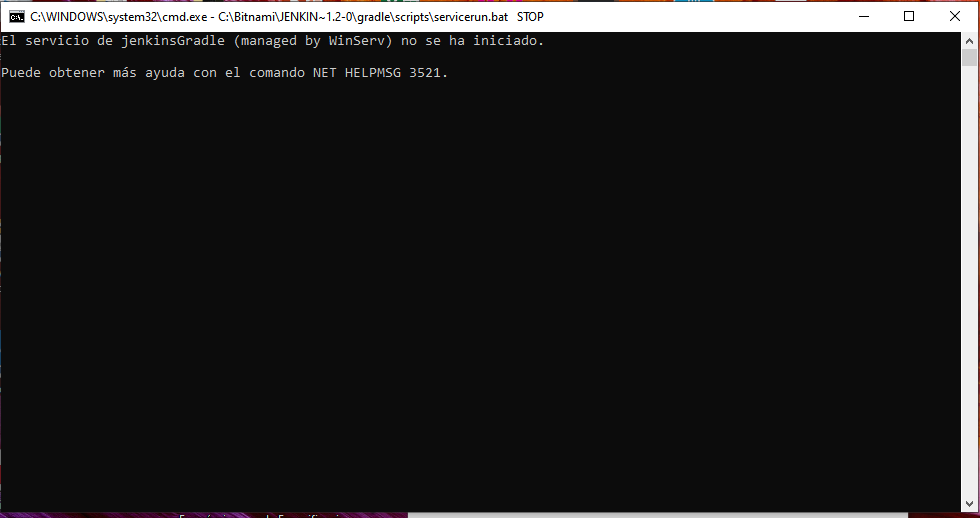 C:\WINDOWS\system32\cmd.exe - C:\Bitnami\JENKIN~1.2-0\gradle\scripts\servicerun.bat STOP
El servicio de jenkinsGradle (managed by WinServ) no se ha iniciado.
Puede obtener más ayuda con el comando NET HELPMSG 3521.